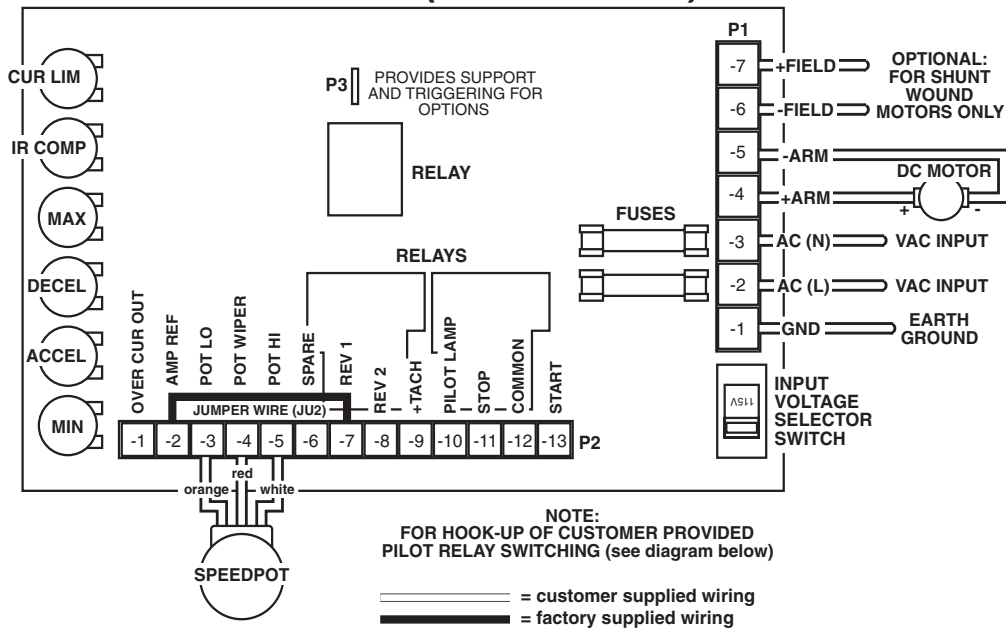 P1
CUR LIM
IR COMP
MAX
DECEL
ACCEL
MIN
P3
PROVIDES SUPPORT
AND TRIGGERING FOR
OPTIONS
RELAY
RELAYS
FUSES
-7
+FIELD
-6
-FIELD
OPTIONAL:
FOR SHUNT
WOUND
MOTORS ONLY
-5
-ARM
DC MOTOR
-4
+ARM
+
-
-3
AC (N)
VAC INPUT
-2
AC (L)
VAC INPUT
-1
GND
EARTH
GROUND
115V
INPUT
VOLTAGE
SELECTOR
SWITCH
OVER CUR OUT
AMP REF
POT LO
POT WIPER
POT HI
SPARE
REV 1
REV 2
+TACH
PILOT LAMP
STOP
COMMON
START
JUMPER WIRE (JU2)
-1 -2 -3 -4 -5 -6 -7 -8 -9 -10 -11 -12 -13 P2
orange
red
white
SPEEDPOT
NOTE:
FOR HOOK-UP OF CUSTOMER PROVIDED
PILOT RELAY SWITCHING (see diagram below)
= customer supplied wiring
= factory supplied wiring